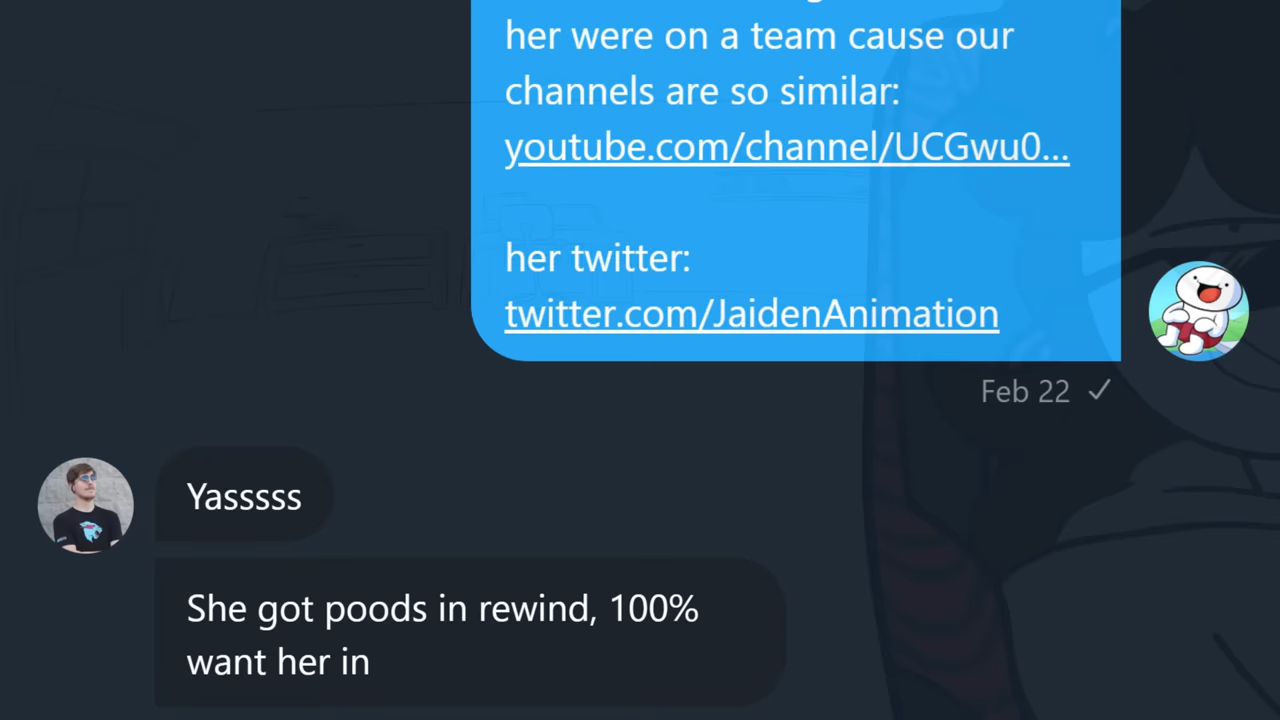 her were on a team cause our
channels are so similar:
youtube.com/channel/UCGwu0...
her twitter:
twitter.com/JaidenAnimation
Feb 22 ✓
Yasssss
She got poods in rewind, 100%
want her in